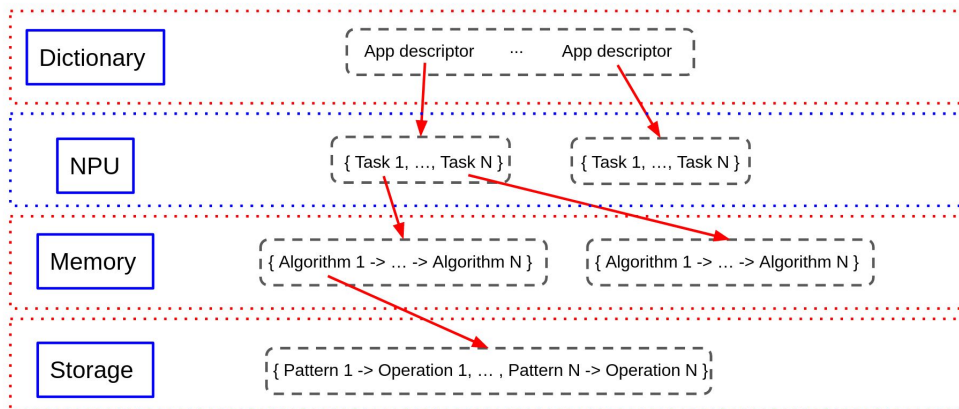 Dictionary
App descriptor ... App descriptor
NPU
{ Task 1, …, Task N }
{ Task 1, …, Task N }
Memory
{ Algorithm 1 -> … -> Algorithm N }
{ Algorithm 1 -> … -> Algorithm N }
Storage
{ Pattern 1 -> Operation 1, … , Pattern N -> Operation N }